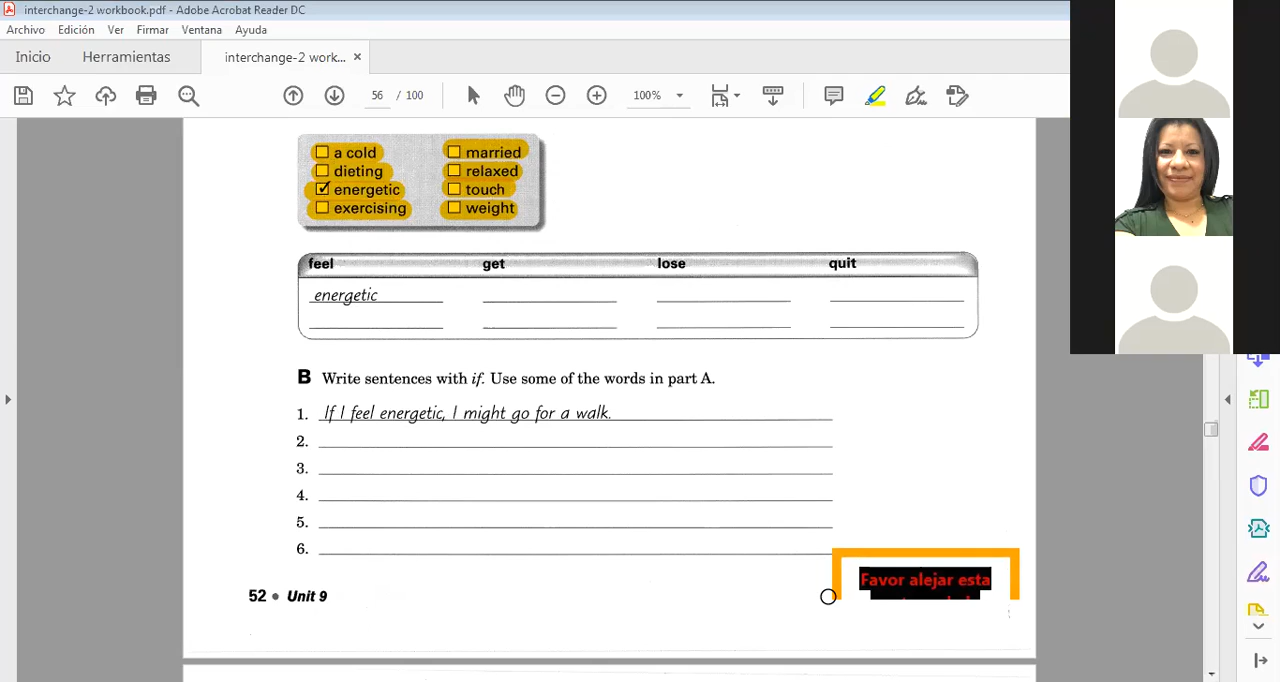 interchange-2 workbook.pdf - Adobe Acrobat Reader DC
Archivo Edición Ver Firmar Ventana Ayuda
Inicio Herramientas interchange-2 work... ×
56 / 100 100%
a cold married
dieting relaxed
energetic touch
exercising weight
feel get lose quit
energetic
B Write sentences with if. Use some of the words in part A.
1. If I feel energetic, I might go for a walk.
2.
3.
4.
5.
6.
Favor alejar esta
52 • Unit 9